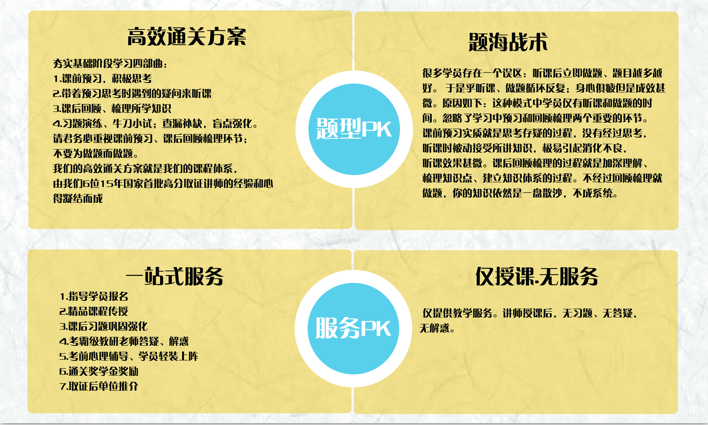 高效通关方案
夯实基础阶段学习四部曲：
1.课前预习，积极思考
2.带着预习思考时遇到的疑问来听课
3.课后回顾、梳理所学知识
4.习题演练、牛刀小试；查漏补缺，盲点强化。
请君务必重视课前预习、课后回顾梳理环节；
不要为做题而做题。
我们的高效通关方案就是我们的课程体系，
由我们6位15年国家首批高分取证讲师的经验和心
得凝结而成
题型PK
题海战术
很多学员存在一个误区：听课后立即做题、题目越多越
好。 于是乎听课、做题循环反复；身心俱疲但是成效甚
微。原因如下：这种模式中学员仅有听课和做题的时
间。忽略了学习中预习和回顾梳理两个重要的环节。
课前预习实质就是思考存疑的过程，没有经过思考，
听课时被动接受所讲知识，极易引起消化不良，
听课效果甚微。课后回顾梳理的过程就是加深理解、
梳理知识点、建立知识体系的过程。不经过回顾梳理就
做题，你的知识依然是一盘散沙，不成系统。
一站式服务
1.指导学员报名
2.精品课程传授
3.课后习题巩固强化
4.考霸级教研老师答疑、解惑
5.考前心理辅导、学员轻装上阵
6.通关奖学金奖励
7.取证后单位推介
服务PK
仅授课.无服务
仅提供教学服务。讲师授课后，无习题、无答疑，
无解惑。